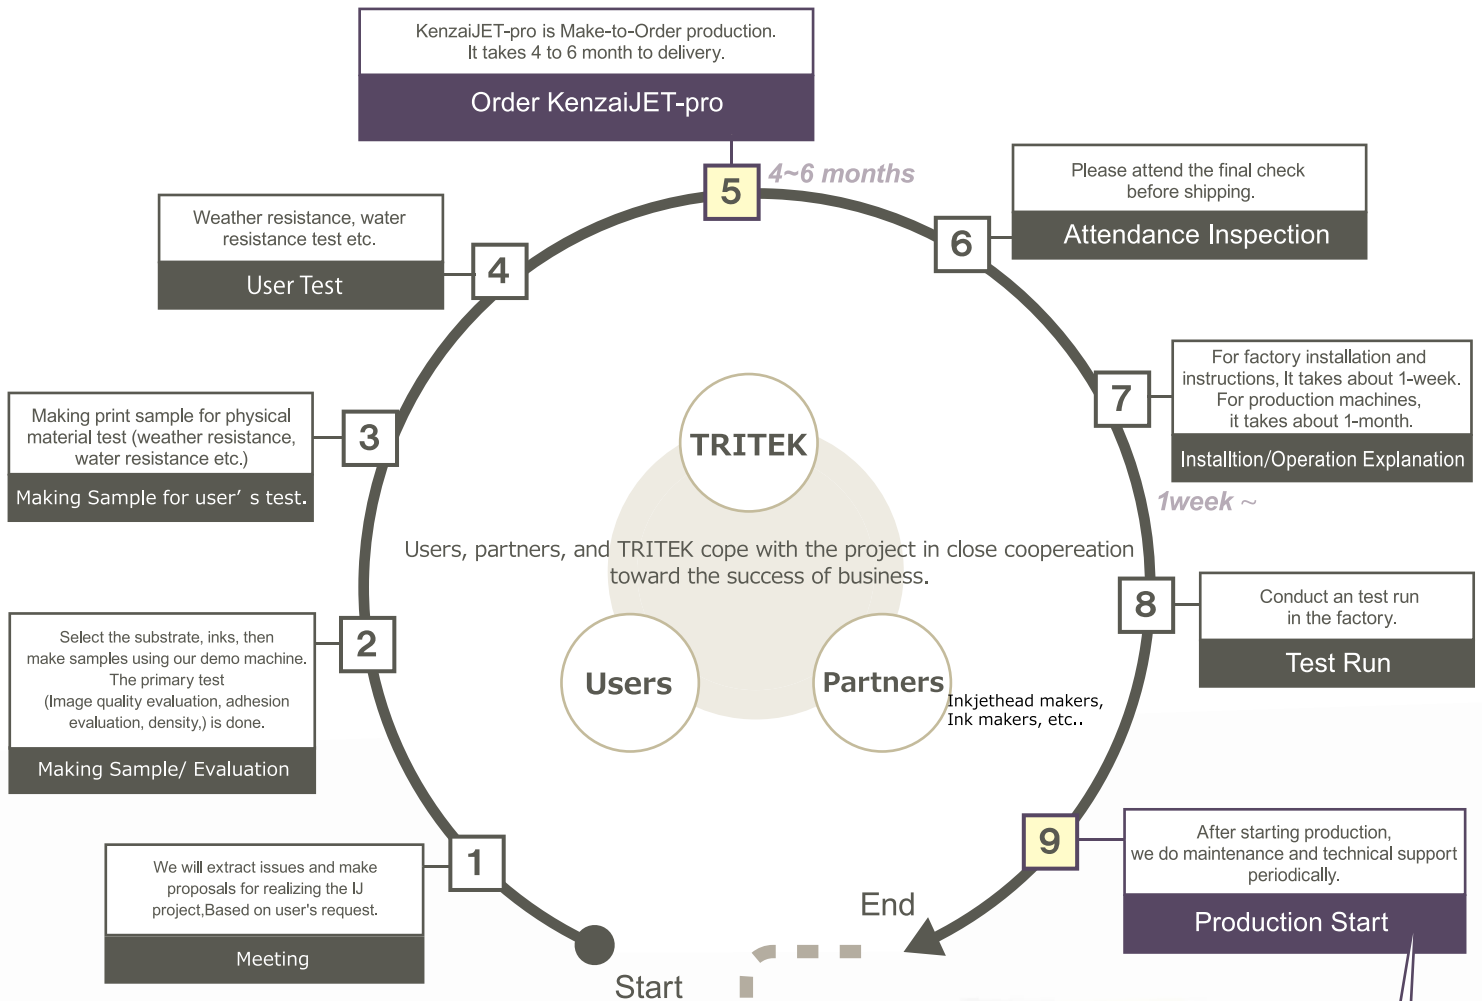 KenzaiJET-pro is Make-to-Order production.
It takes 4 to 6 month to delivery.
Order KenzaiJET-pro
5
4~6 months
Please attend the final check
before shipping.
Attendance Inspection
6
Weather resistance, water
resistance test etc.
User Test
4
For factory installation and
instructions, It takes about 1-week.
For production machines,
it takes about 1-month.
Installtion/Operation Explanation
7
1week ~
Making print sample for physical
material test (weather resistance,
water resistance etc.)
Making Sample for user’ s test.
3
TRITEK
Users, partners, and TRITEK cope with the project in close coopereation
toward the success of business.
Users
Partners
Inkjethead makers,
Ink makers, etc..
Conduct an test run
in the factory.
Test Run
8
Select the substrate, inks, then
make samples using our demo machine.
The primary test
(Image quality evaluation, adhesion
evaluation, density,) is done.
Making Sample/ Evaluation
2
After starting production,
we do maintenance and technical support
periodically.
Production Start
9
We will extract issues and make
proposals for realizing the IJ
project,Based on user's request.
Meeting
1
End
Start